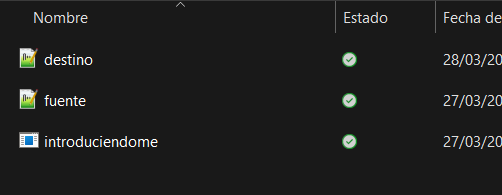 Nombre Estado Fecha de
destino 28/03/20
fuente 27/03/20
introduciendome 27/03/20